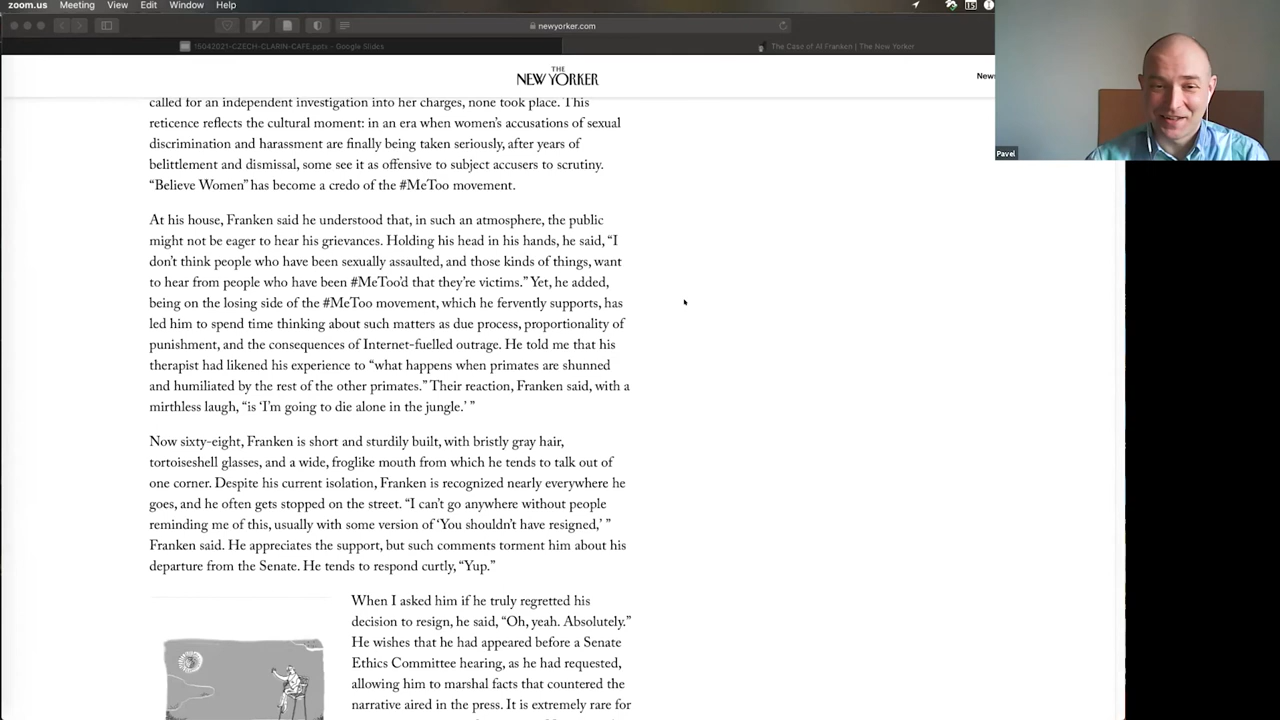 zoom.us Meeting View Edit Window Help
newyorker.com
15042021-CZECH-CLARIN-CAFE.pptx - Google Slides
The Case of Al Franken | The New Yorker
THE
NEW YORKER
News
Pavel
called for an independent investigation into her charges, none took place. This
reticence reflects the cultural moment: in an era when women’s accusations of sexual
discrimination and harassment are finally being taken seriously, after years of
belittlement and dismissal, some see it as offensive to subject accusers to scrutiny.
“Believe Women” has become a credo of the #MeToo movement.
At his house, Franken said he understood that, in such an atmosphere, the public
might not be eager to hear his grievances. Holding his head in his hands, he said, “I
don’t think people who have been sexually assaulted, and those kinds of things, want
to hear from people who have been #MeToo’d that they’re victims.” Yet, he added,
being on the losing side of the #MeToo movement, which he fervently supports, has
led him to spend time thinking about such matters as due process, proportionality of
punishment, and the consequences of Internet-fuelled outrage. He told me that his
therapist had likened his experience to “what happens when primates are shunned
and humiliated by the rest of the other primates.” Their reaction, Franken said, with a
mirthless laugh, “is ‘I’m going to die alone in the jungle.’ ”
Now sixty-eight, Franken is short and sturdily built, with bristly gray hair,
tortoiseshell glasses, and a wide, froglike mouth from which he tends to talk out of
one corner. Despite his current isolation, Franken is recognized nearly everywhere he
goes, and he often gets stopped on the street. “I can’t go anywhere without people
reminding me of this, usually with some version of ‘You shouldn’t have resigned,’ ”
Franken said. He appreciates the support, but such comments torment him about his
departure from the Senate. He tends to respond curtly, “Yup.”
When I asked him if he truly regretted his
decision to resign, he said, “Oh, yeah. Absolutely.”
He wishes that he had appeared before a Senate
Ethics Committee hearing, as he had requested,
allowing him to marshal facts that countered the
narrative aired in the press. It is extremely rare for